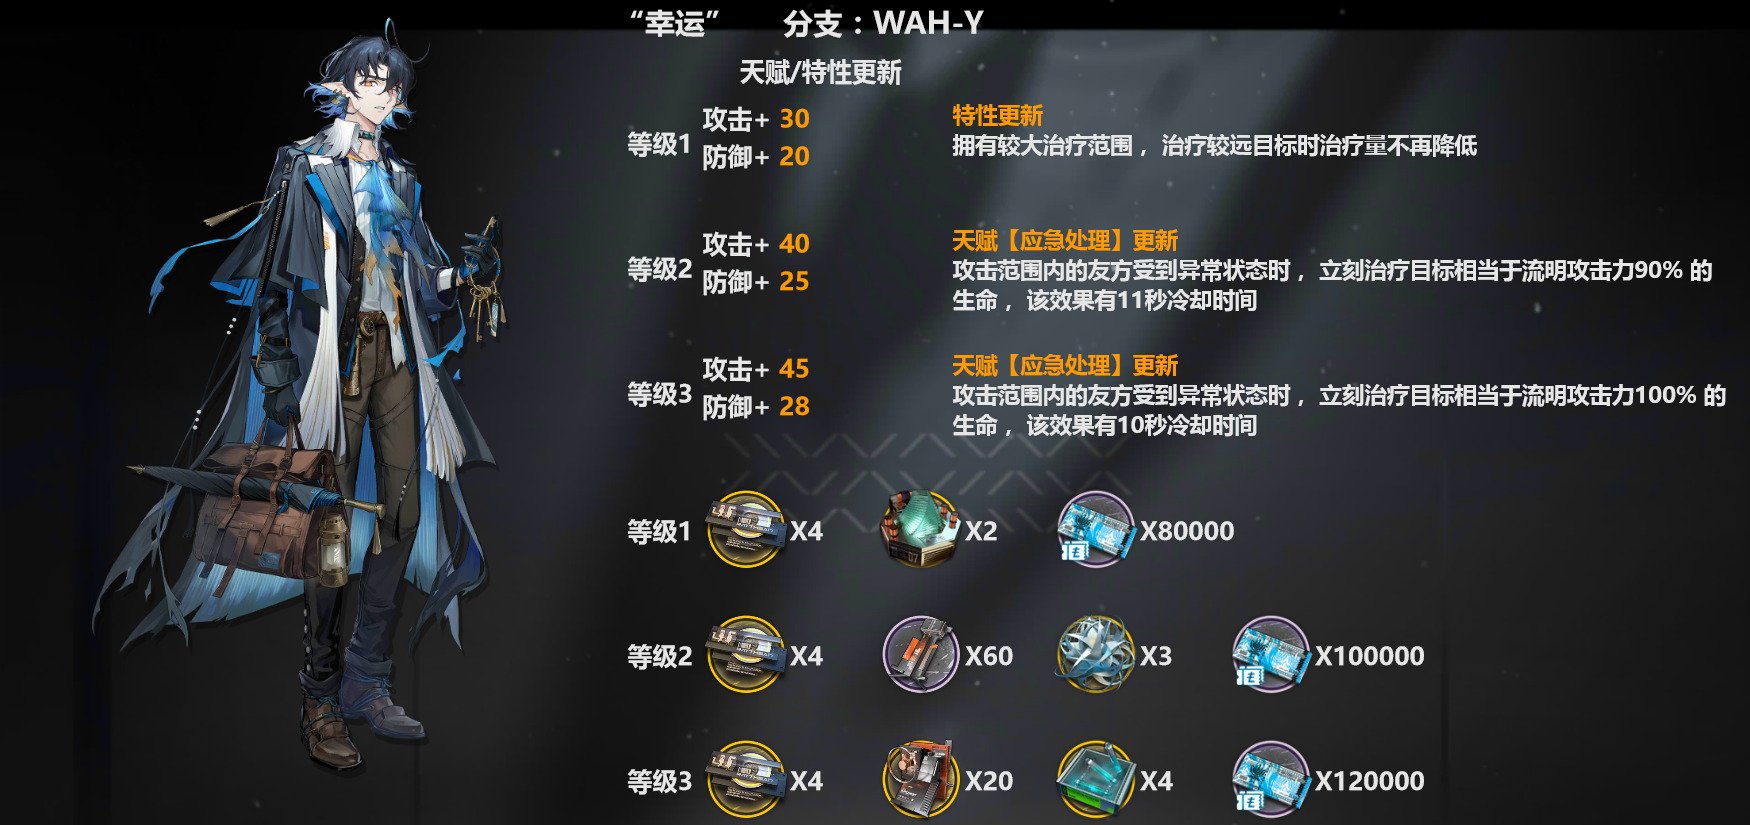 “幸运” 分支：WAH-Y
天赋/特性更新
等级1
攻击+ 30
防御+ 20
特性更新
拥有较大治疗范围，治疗较远目标时治疗量不再降低
等级2
攻击+ 40
防御+ 25
天赋【应急处理】更新
攻击范围内的友方受到异常状态时，立刻治疗目标相当于流明攻击力90% 的
生命，该效果有11秒冷却时间
等级3
攻击+ 45
防御+ 28
天赋【应急处理】更新
攻击范围内的友方受到异常状态时，立刻治疗目标相当于流明攻击力100% 的
生命，该效果有10秒冷却时间
等级1 X4 X2 X80000
等级2 X4 X60 X3 X100000
等级3 X4 X20 X4 X120000